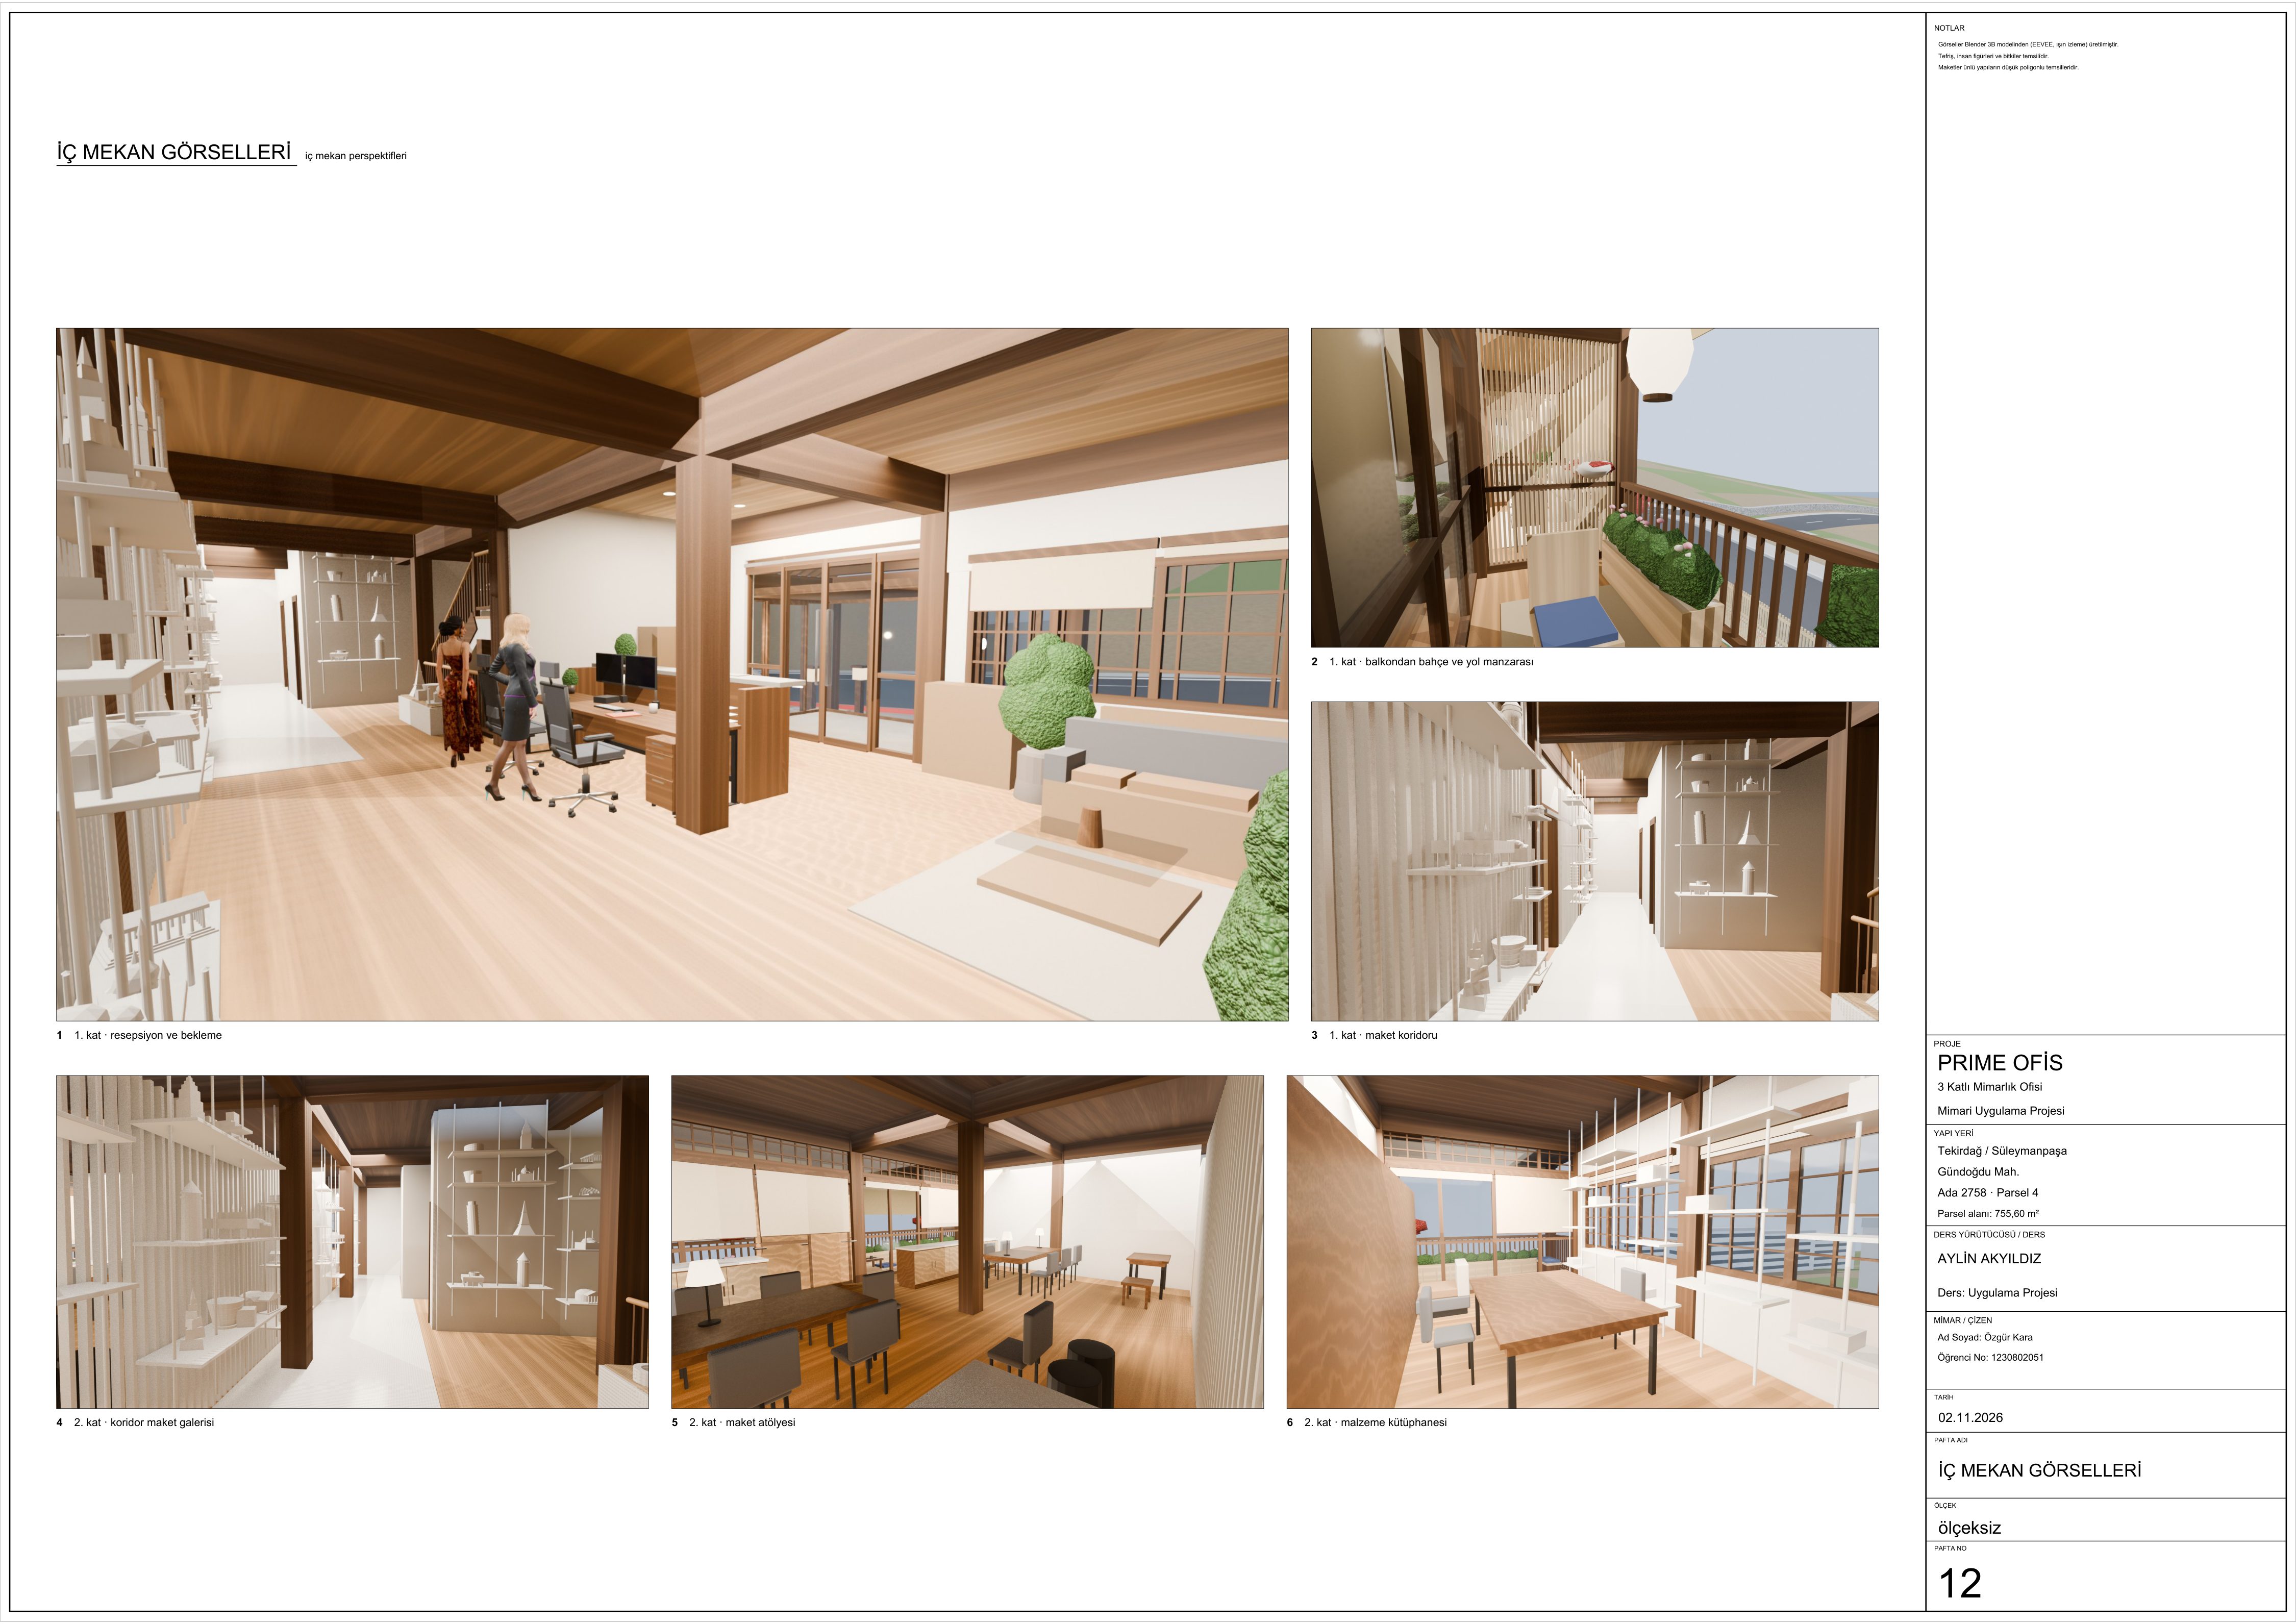 İÇ MEKAN GÖRSELLERİ iç mekan perspektifleri
1 1. kat · resepsiyon ve bekleme
2 1. kat · balkondan bahçe ve yol manzarası
3 1. kat · maket koridoru
4 2. kat · koridor maket galerisi
5 2. kat · maket atölyesi
6 2. kat · malzeme kütüphanesi
NOTLAR
Görseller Blender 3B modelinden (EEVEE, ışın izleme) üretilmiştir.
Tefriş, insan figürleri ve bitkiler temsilîdir.
Maketler ünlü yapıların düşük poligonlu temsilleridir.
PROJE
PRIME OFİS
3 Katlı Mimarlık Ofisi
Mimari Uygulama Projesi
YAPI YERİ
Tekirdağ / Süleymanpaşa
Gündoğdu Mah.
Ada 2758 · Parsel 4
Parsel alanı: 755,60 m²
DERS YÜRÜTÜCÜSÜ / DERS
AYLİN AKYILDIZ
Ders: Uygulama Projesi
MİMAR / ÇİZEN
Ad Soyad: Özgür Kara
Öğrenci No: 1230802051
TARİH
02.11.2026
PAFTA ADI
İÇ MEKAN GÖRSELLERİ
ÖLÇEK
ölçeksiz
PAFTA NO
12